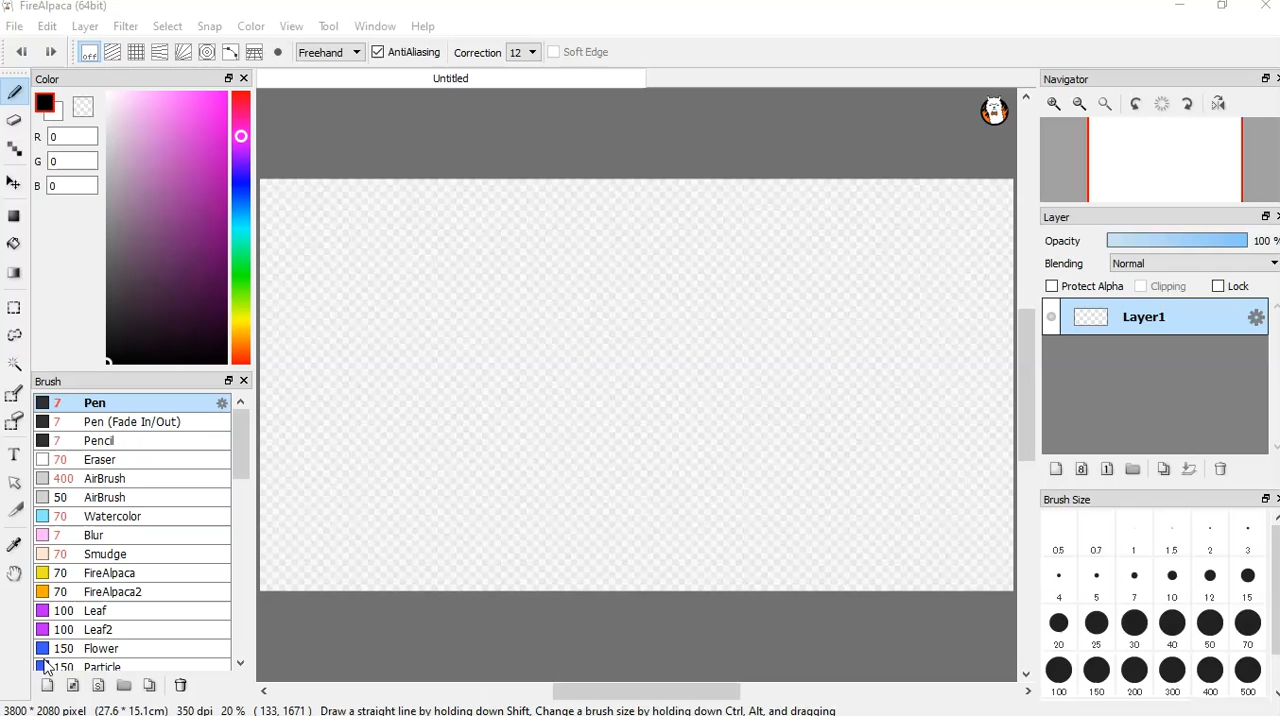 FireAlpaca (64bit)
File Edit Layer Filter Select Snap Color View Tool Window Help
off Freehand AntiAliasing Correction 12 Soft Edge
Color
R 0
G 0
B 0
Brush
7 Pen
7 Pen (Fade In/Out)
7 Pencil
70 Eraser
400 AirBrush
50 AirBrush
70 Watercolor
7 Blur
70 Smudge
70 FireAlpaca
70 FireAlpaca2
100 Leaf
100 Leaf2
150 Flower
150 Particle
Untitled
Navigator
Layer
Opacity 100 %
Blending Normal
Protect Alpha Clipping Lock
Layer1
8 1
Brush Size
0.5 0.7 1 1.5 2 3
4 5 7 10 12 15
20 25 30 40 50 70
100 150 200 300 400 500
T
3800 * 2080 pixel (27.6 * 15.1cm) 350 dpi 20 % ( 133, 1671 ) Draw a straight line by holding down Shift, Change a brush size by holding down Ctrl, Alt, and dragging